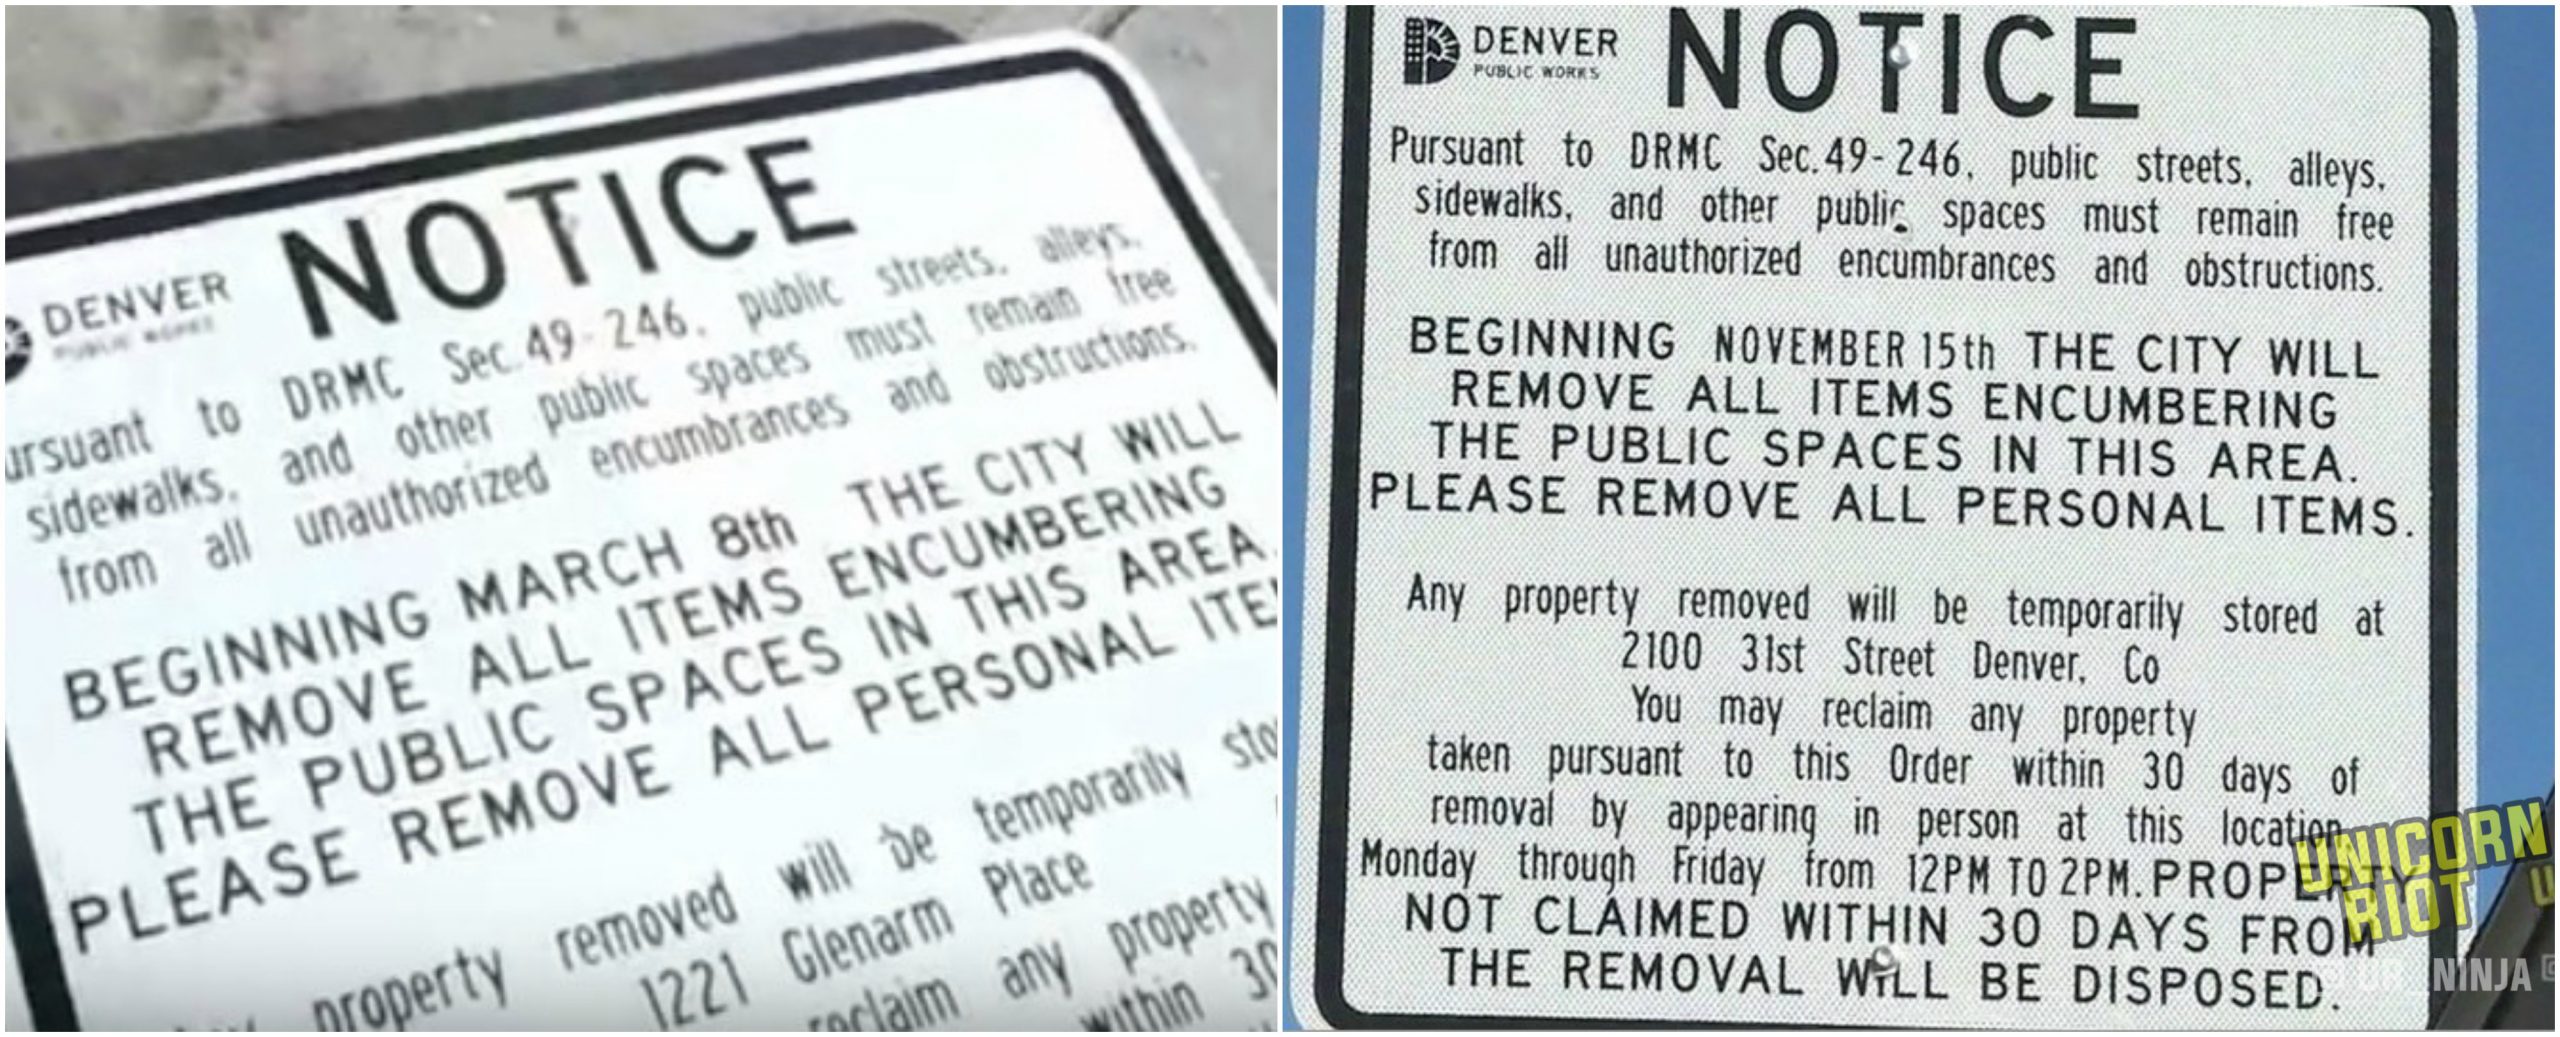 DENVER
PUBLIC WORKS
NOTICE
ursuant to DRMC Sec.49-246, public streets, alleys,
sidewalks, and other public spaces must remain free
from all unauthorized encumbrances and obstructions.
BEGINNING MARCH 8th THE CITY WILL
REMOVE ALL ITEMS ENCUMBERING
THE PUBLIC SPACES IN THIS AREA.
PLEASE REMOVE ALL PERSONAL ITE
property removed will be temporarily sto
1221 Glenarm Place
reclaim any property
within 30
DENVER
PUBLIC WORKS
NOTICE
Pursuant to DRMC Sec.49-246, public streets, alleys,
sidewalks, and other public spaces must remain free
from all unauthorized encumbrances and obstructions.
BEGINNING NOVEMBER 15th THE CITY WILL
REMOVE ALL ITEMS ENCUMBERING
THE PUBLIC SPACES IN THIS AREA.
PLEASE REMOVE ALL PERSONAL ITEMS.
Any property removed will be temporarily stored at
2100 31st Street Denver, Co
You may reclaim any property
taken pursuant to this Order within 30 days of
removal by appearing in person at this location
Monday through Friday from 12PM TO 2PM. PROPERTY
NOT CLAIMED WITHIN 30 DAYS FROM
THE REMOVAL WILL BE DISPOSED.
UNICORN
RIOT
UR_NINJA